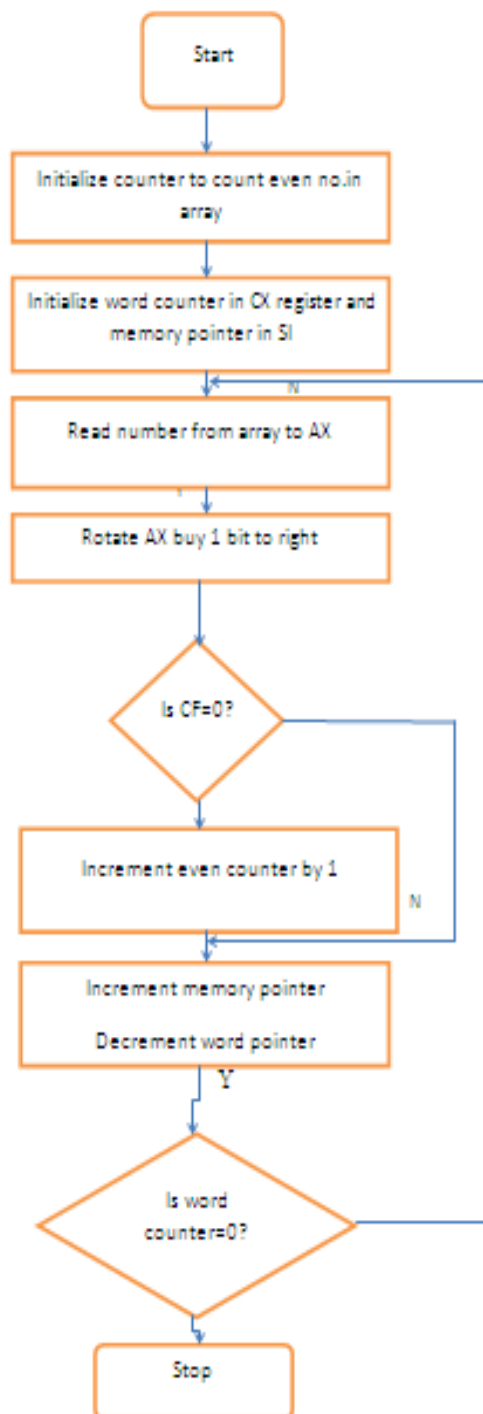 Start
Initialize counter to count even no.in
array
Initialize word counter in CX register and
memory pointer in SI
N
Read number from array to AX
Rotate AX buy 1 bit to right
Is CF=0?
Increment even counter by 1
N
Increment memory pointer
Decrement word pointer
Y
Is word
counter=0?
Stop